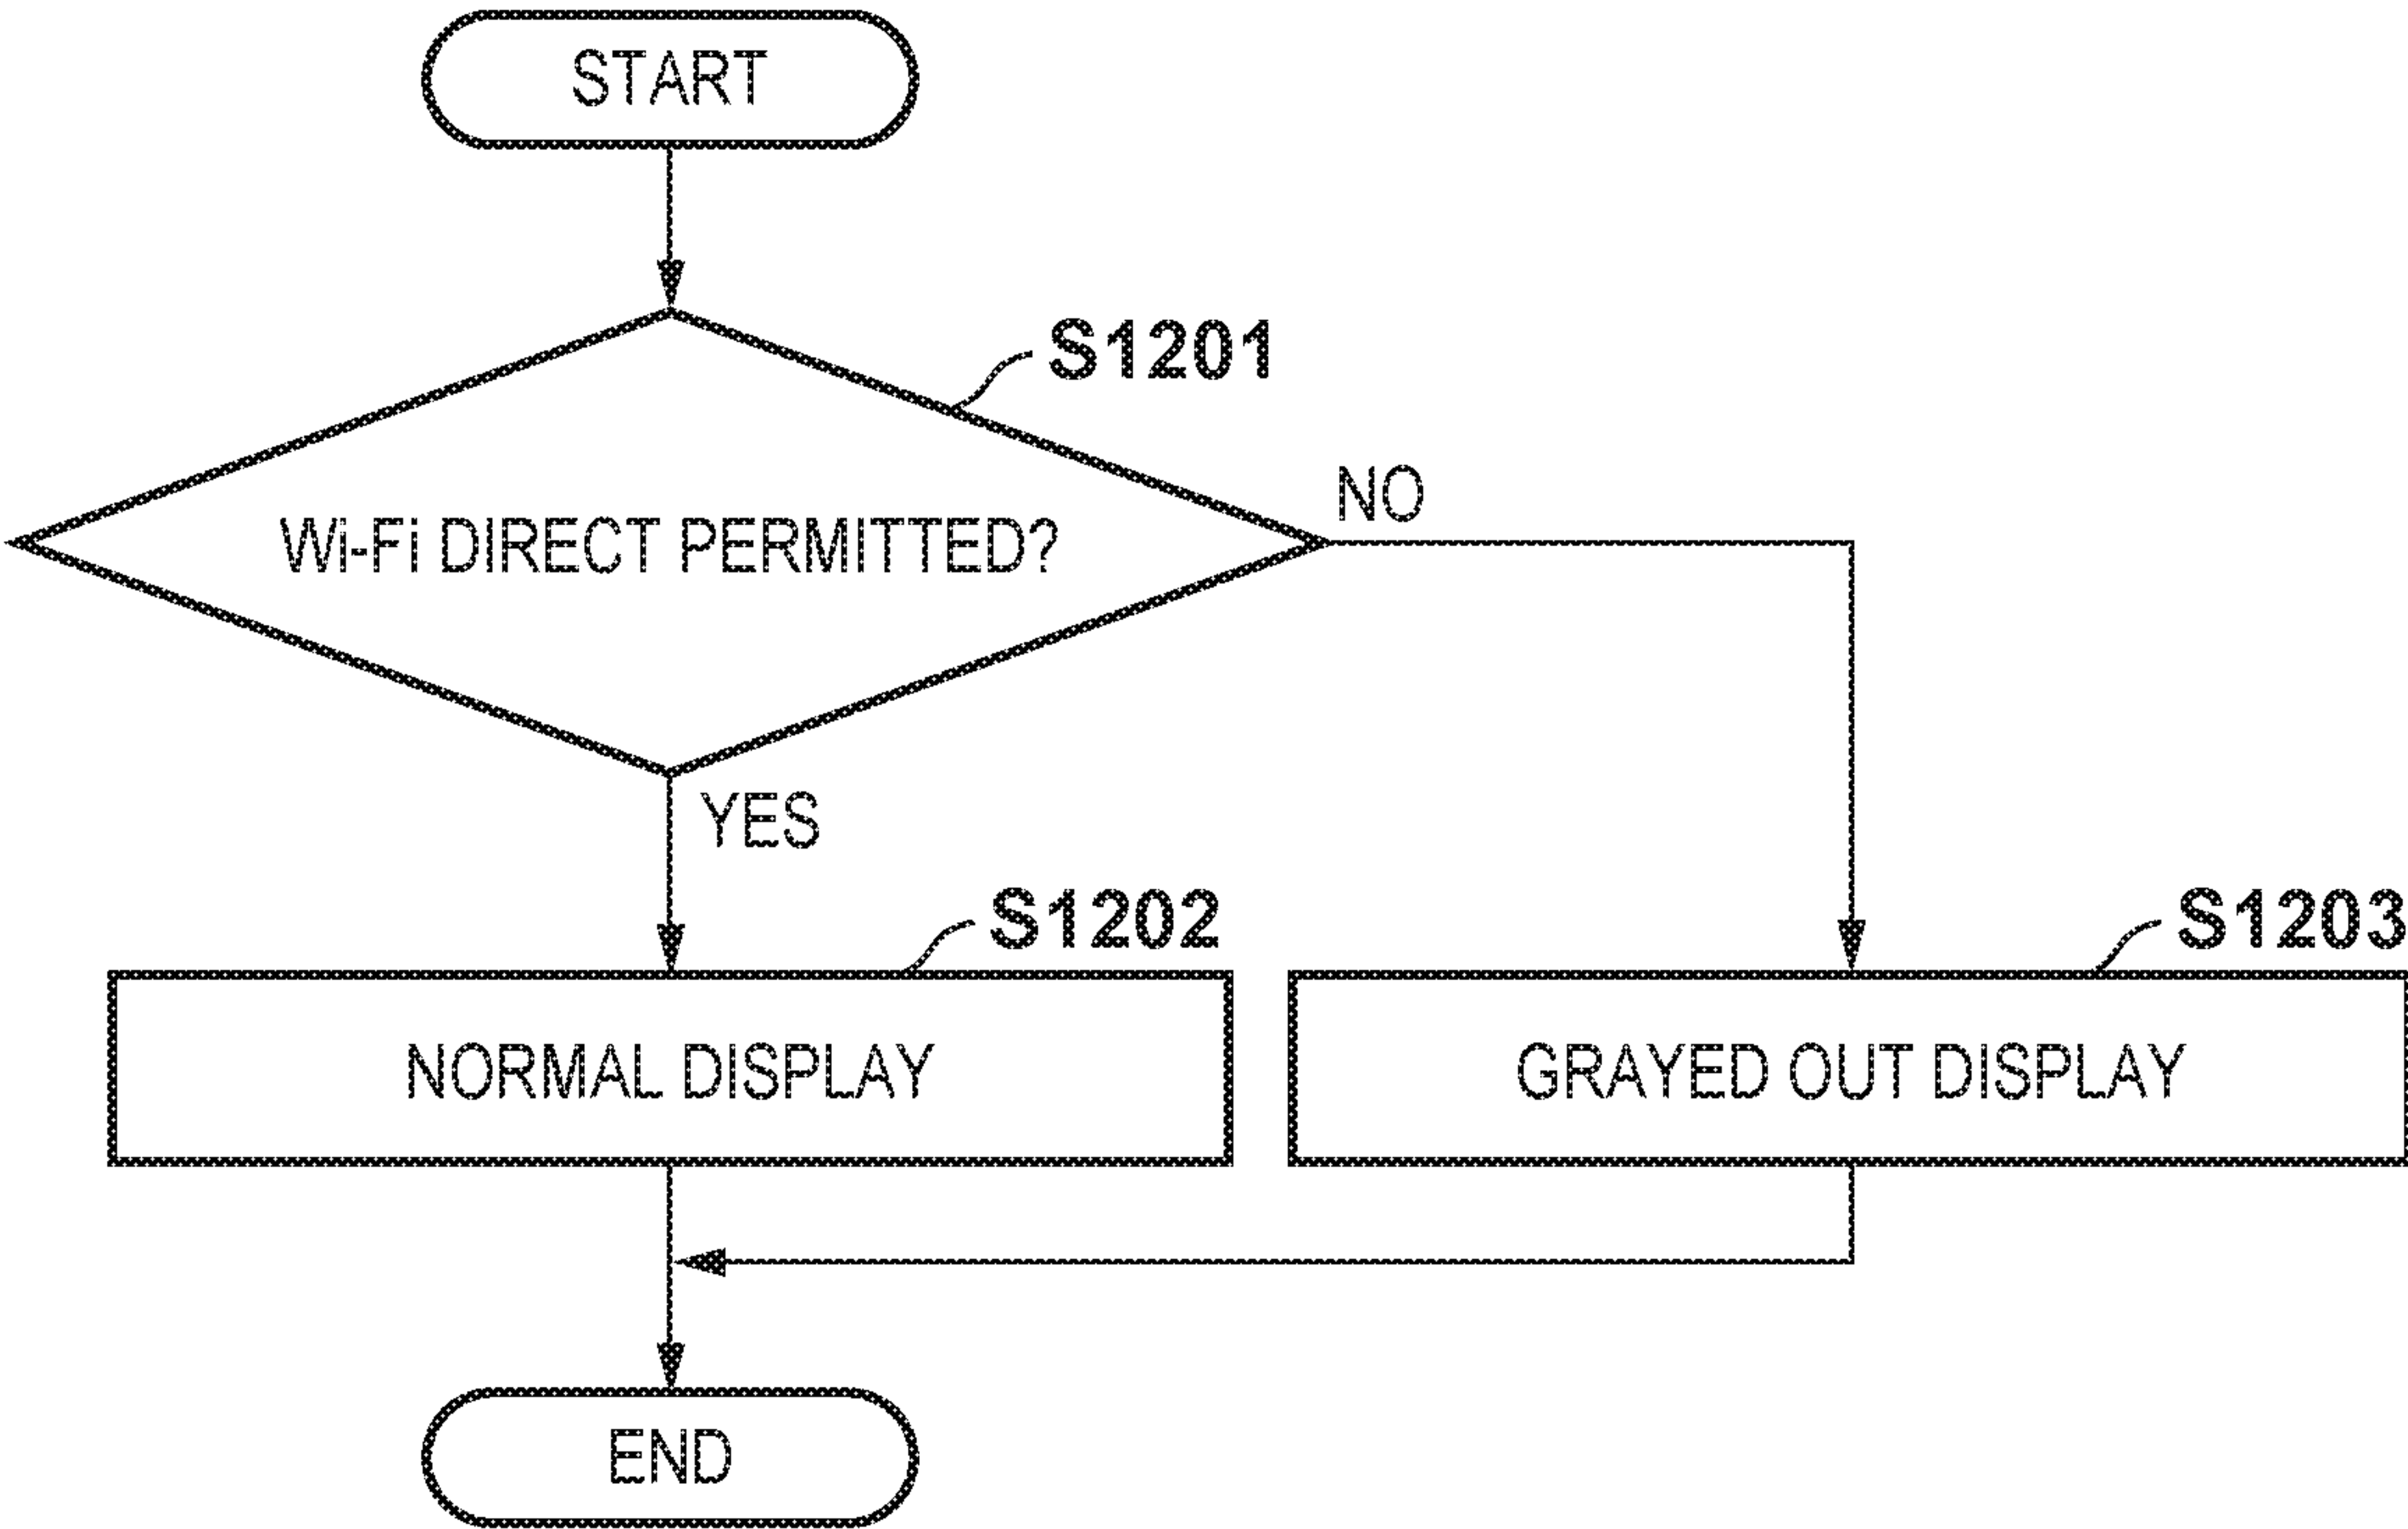 START
S1201
Wi-Fi DIRECT PERMITTED?
NO
YES
S1202
S1203
NORMAL DISPLAY
GRAYED OUT DISPLAY
END